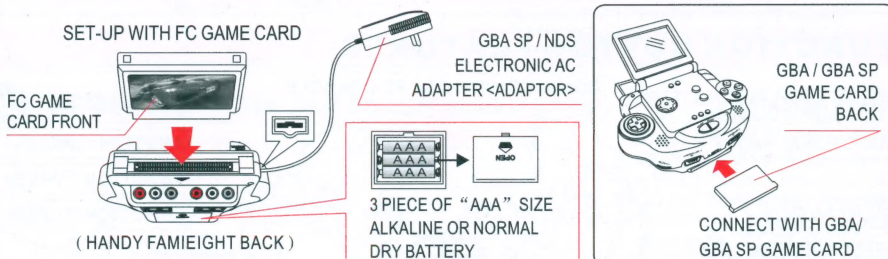 SET-UP WITH FC GAME CARD
FC GAME
CARD FRONT
(HANDY FAMIEIGHT BACK)
GBA SP / NDS
ELECTRONIC AC
ADAPTER <ADAPTOR>
AAA
AAA
AAA
OPEN
3 PIECE OF “AAA” SIZE
ALKALINE OR NORMAL
DRY BATTERY
GBA / GBA SP
GAME CARD
BACK
CONNECT WITH GBA/
GBA SP GAME CARD